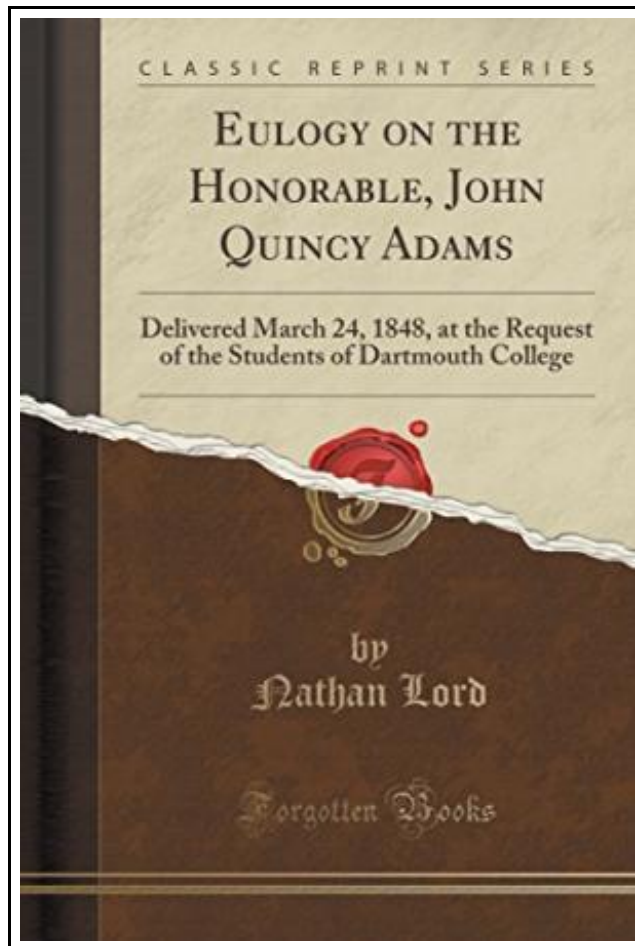 CLASSIC REPRINT SERIES
EULOGY ON THE
HONORABLE, JOHN
QUINCY ADAMS
Delivered March 24, 1848, at the Request
of the Students of Dartmouth College
F
by
Nathan Lord
Forgotten Books